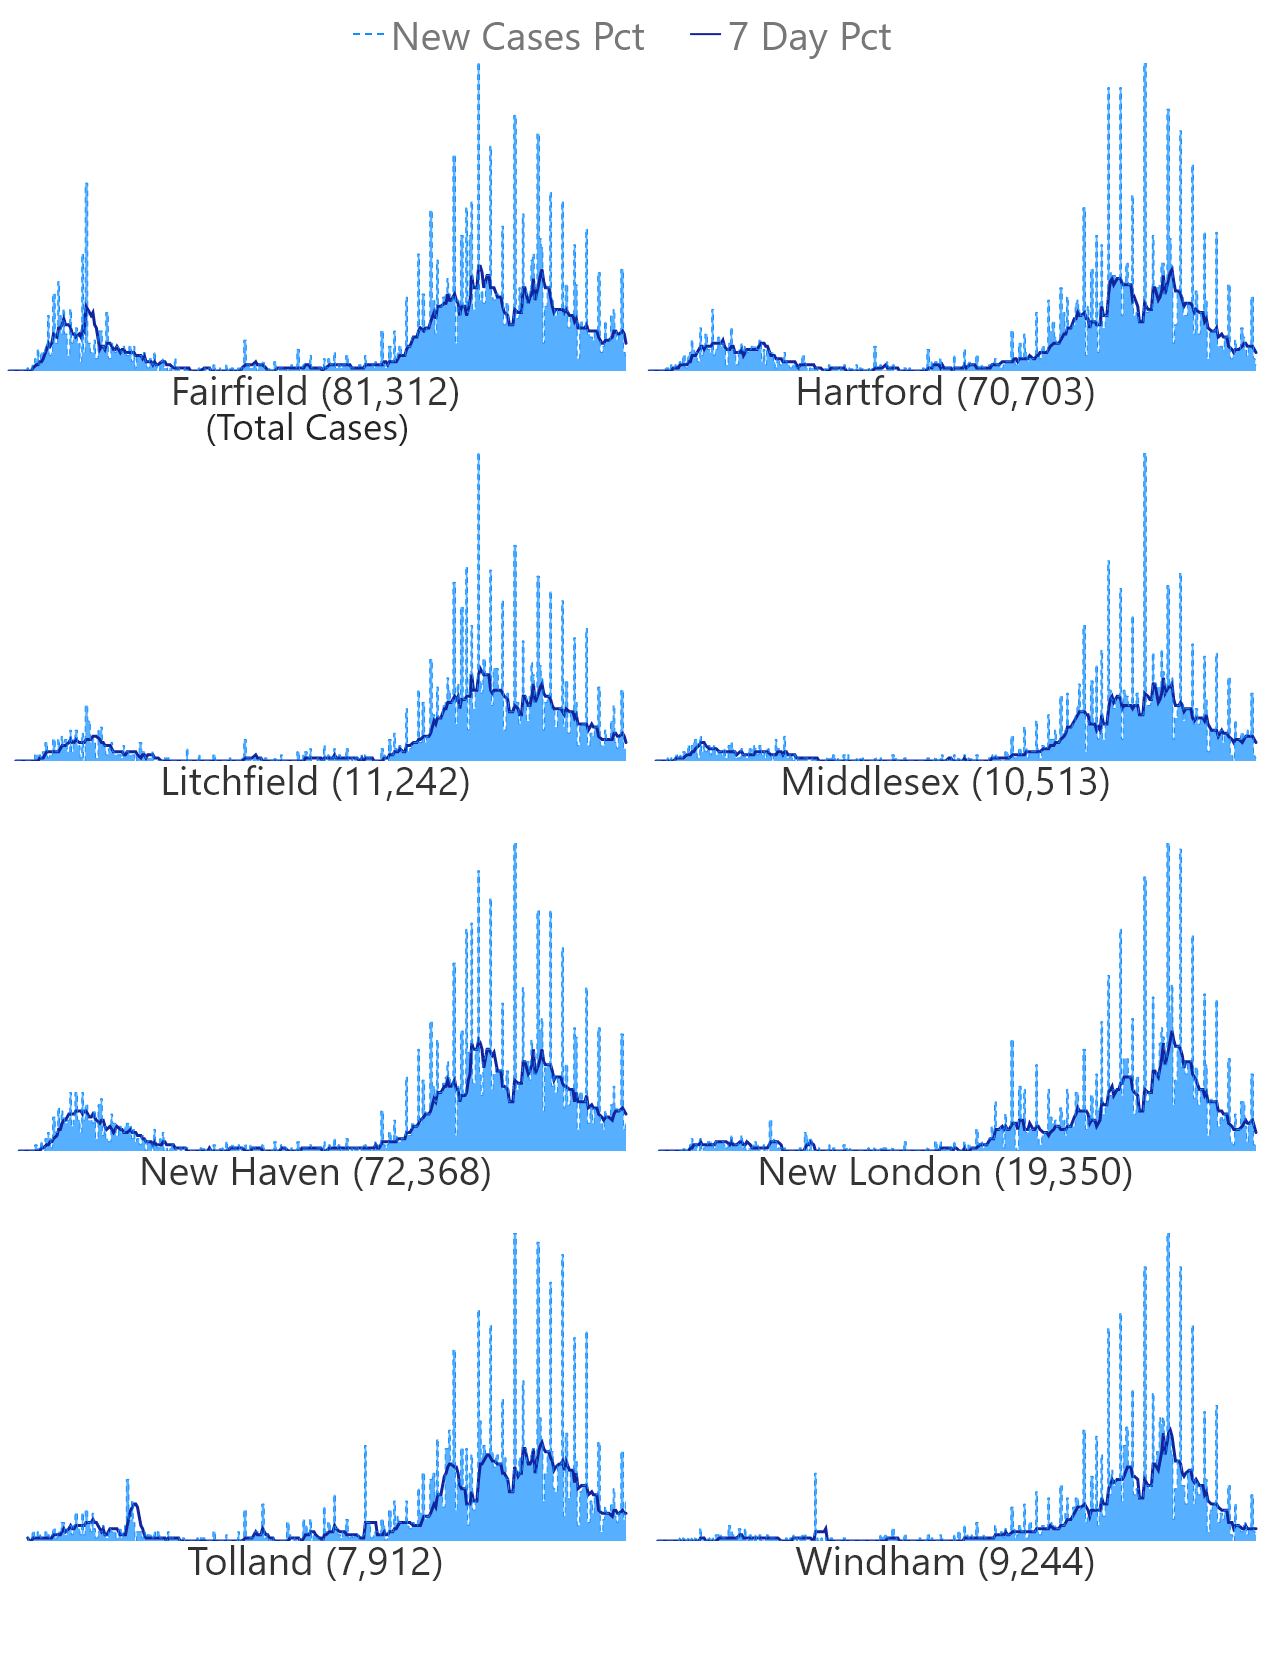 New Cases Pct 7 Day Pct
Fairfield (81,312) Hartford (70,703)
(Total Cases)
Litchfield (11,242) Middlesex (10,513)
New Haven (72,368) New London (19,350)
Tolland (7,912) Windham (9,244)